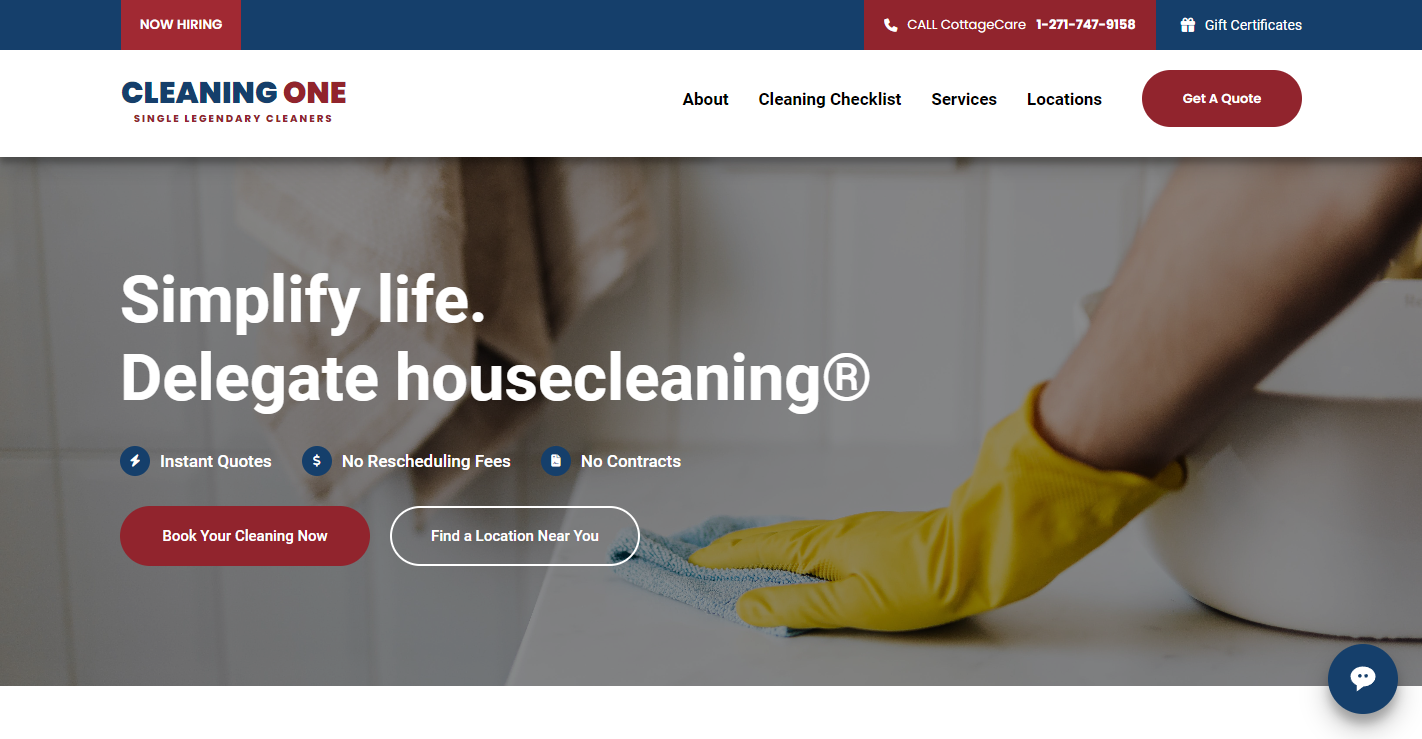 NOW HIRING
CALL CottageCare 1-271-747-9158
Gift Certificates
CLEANING ONE
SINGLE LEGENDARY CLEANERS
About
Cleaning Checklist
Services
Locations
Get A Quote
Simplify life.
Delegate housecleaning®
Instant Quotes
No Rescheduling Fees
No Contracts
Book Your Cleaning Now
Find a Location Near You